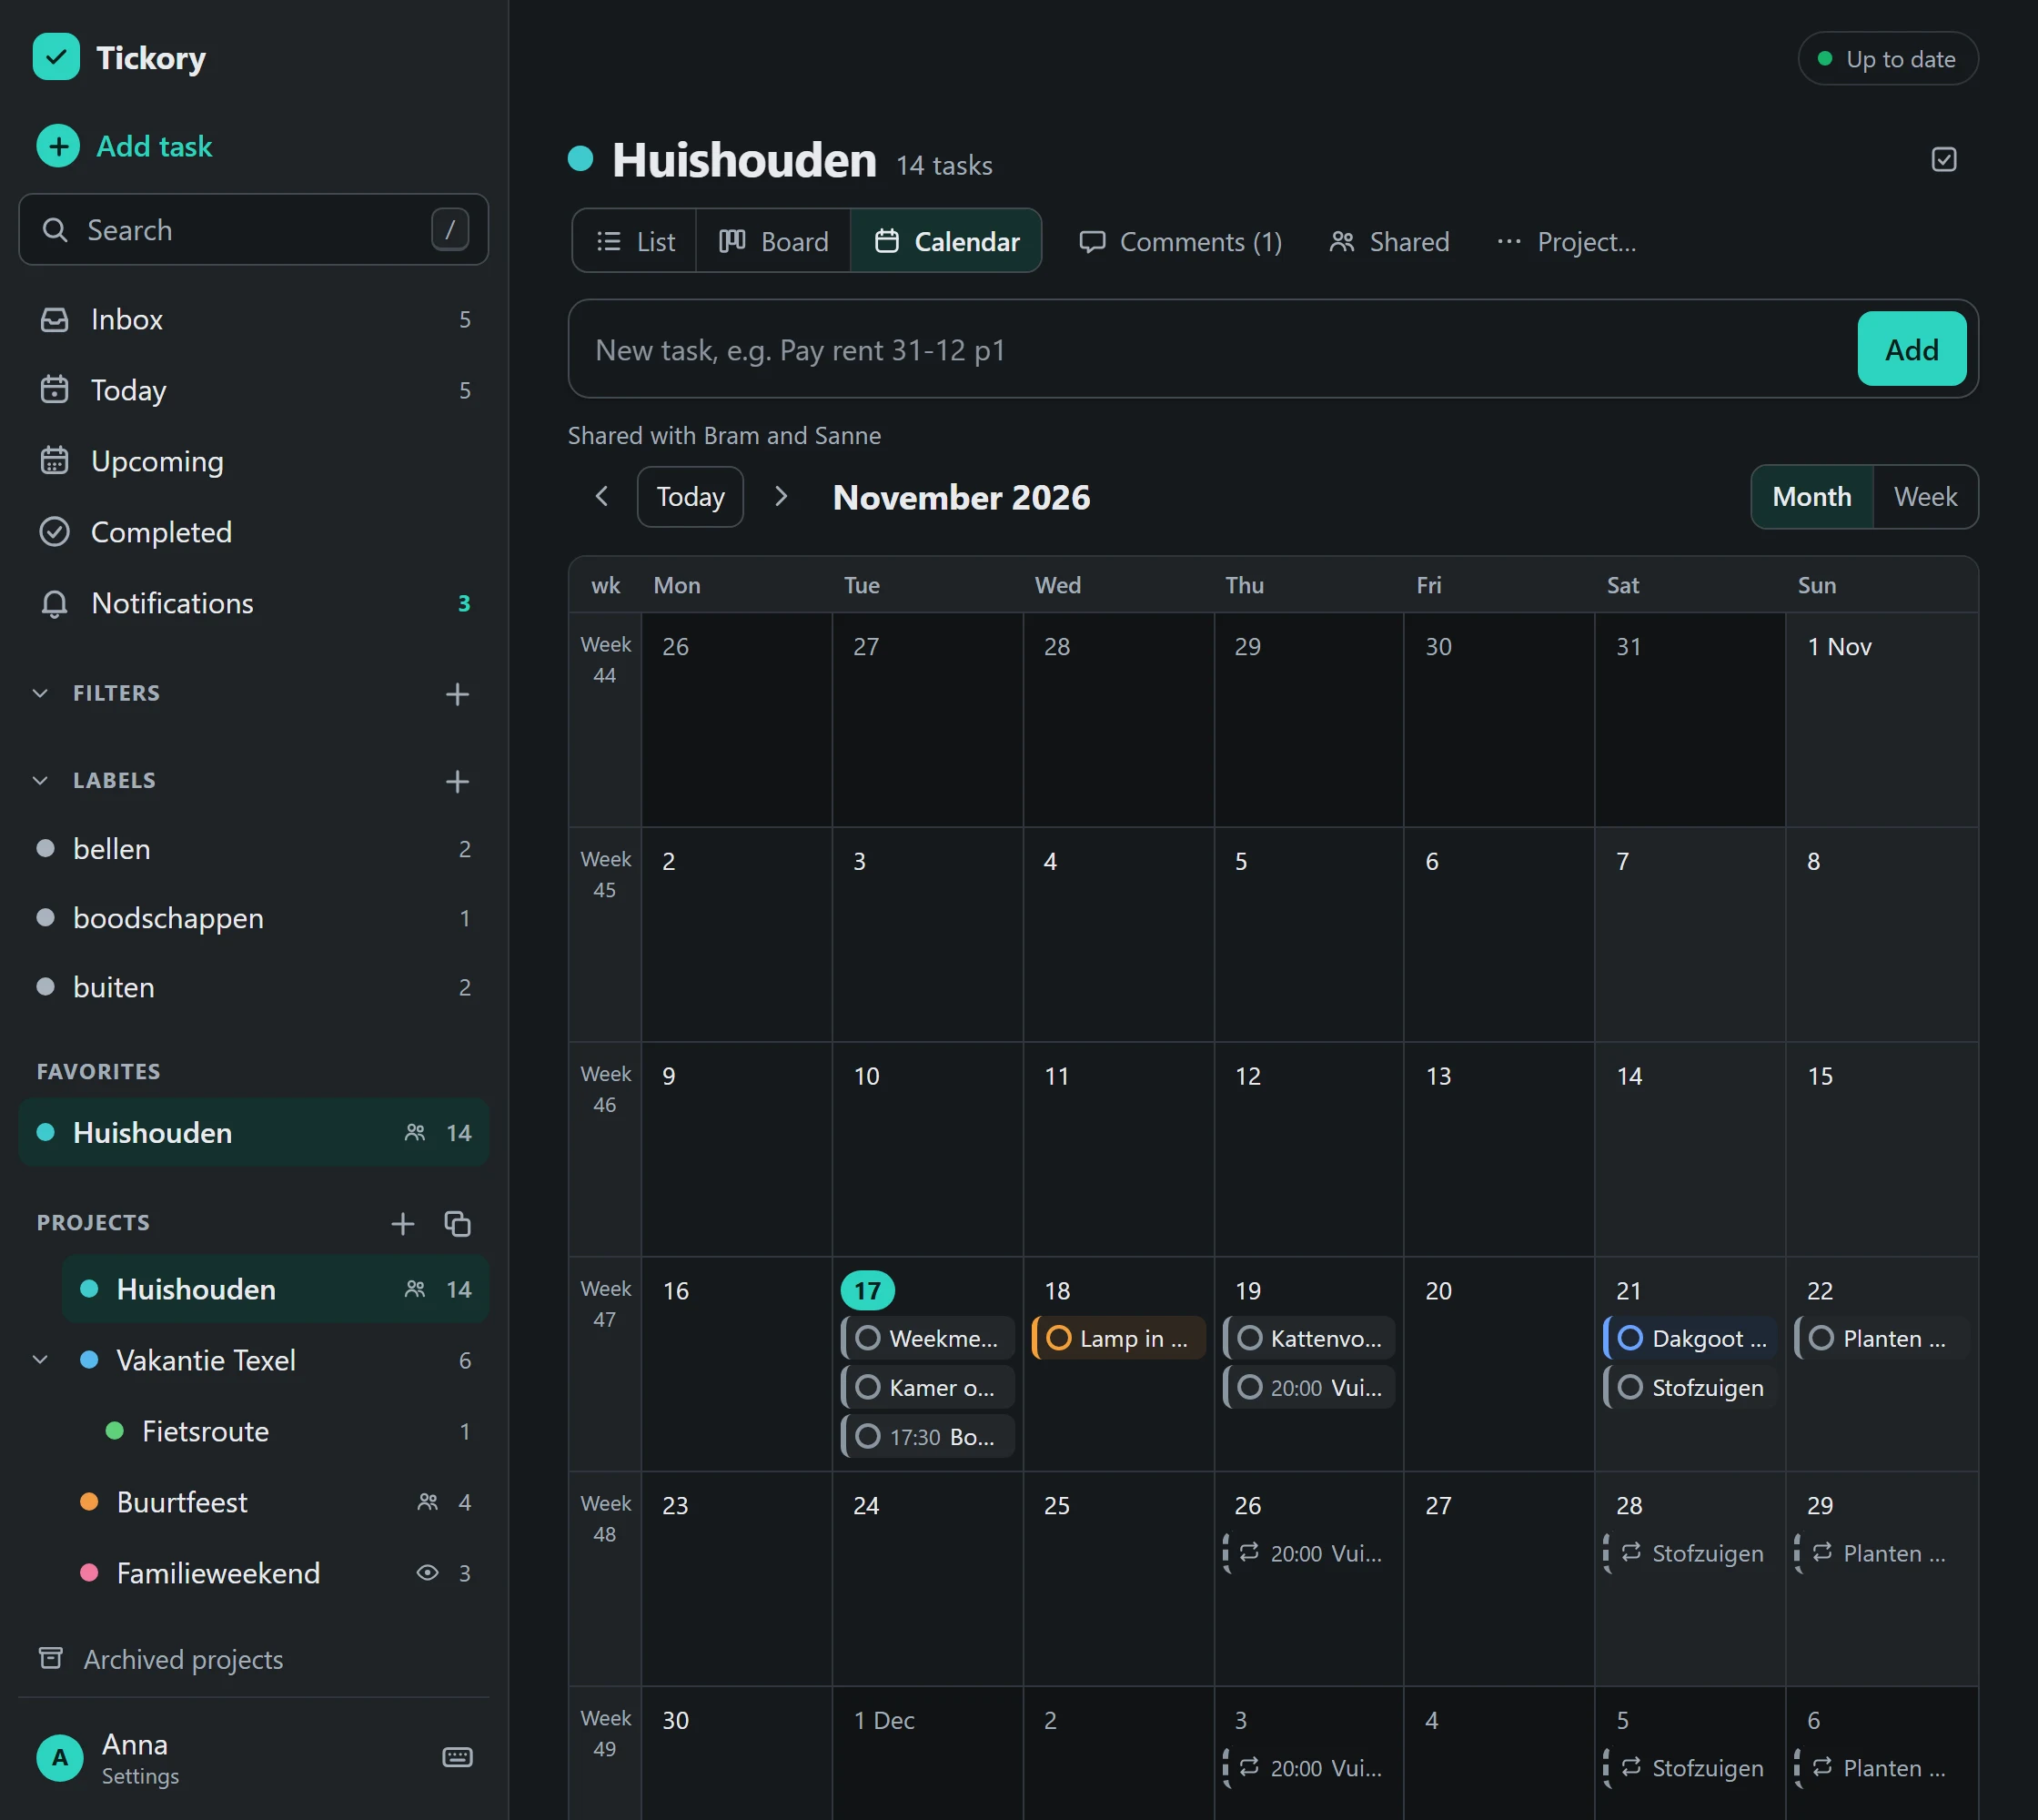 Tickory
Add task
Search /
Inbox 5
Today 5
Upcoming
Completed
Notifications 3
FILTERS
LABELS
bellen 2
boodschappen 1
buiten 2
FAVORITES
Huishouden 14
PROJECTS
Huishouden 14
Vakantie Texel 6
Fietsroute 1
Buurtfeest 4
Familieweekend 3
Archived projects
A Anna
Settings
Up to date
Huishouden 14 tasks
List Board Calendar Comments (1) Shared ··· Project...
New task, e.g. Pay rent 31-12 p1 Add
Shared with Bram and Sanne
Today November 2026 Month Week
wk Mon Tue Wed Thu Fri Sat Sun
Week 44 26 27 28 29 30 31 1 Nov
Week 45 2 3 4 5 6 7 8
Week 46 9 10 11 12 13 14 15
Week 47 16 17 18 19 20 21 22
Weekme... Lamp in ... Kattenvo... Dakgoot ... Planten ...
Kamer o... 20:00 Vui... Stofzuigen
17:30 Bo...
Week 48 23 24 25 26 27 28 29
20:00 Vui... Stofzuigen Planten ...
Week 49 30 1 Dec 2 3 4 5 6
20:00 Vui... Stofzuigen Planten ...